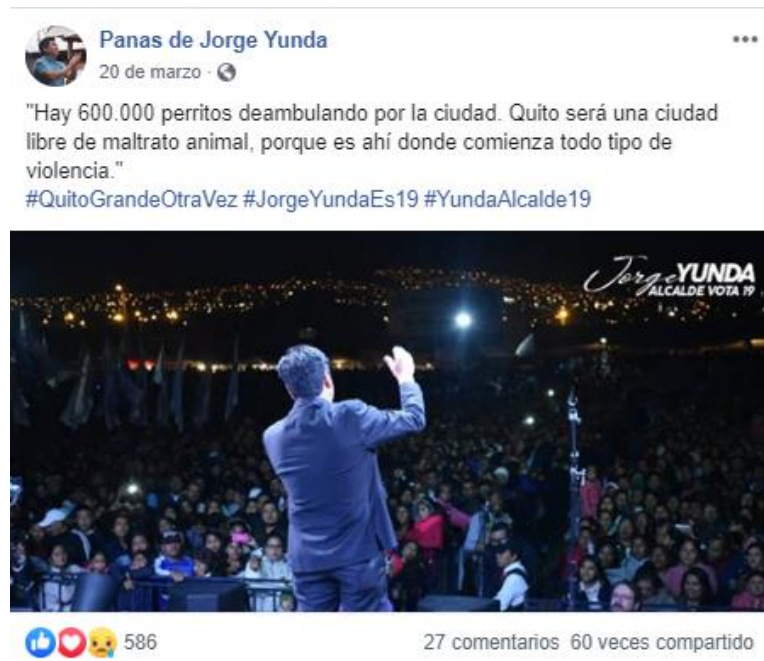 Panas de Jorge Yunda
20 de marzo ·
"Hay 600.000 perritos deambulando por la ciudad. Quito será una ciudad
libre de maltrato animal, porque es ahí donde comienza todo tipo de
violencia."
#QuitoGrandeOtraVez #JorgeYundaEs19 #YundaAlcalde19
Jorge YUNDA
ALCALDE VOTA 19
586
27 comentarios 60 veces compartido